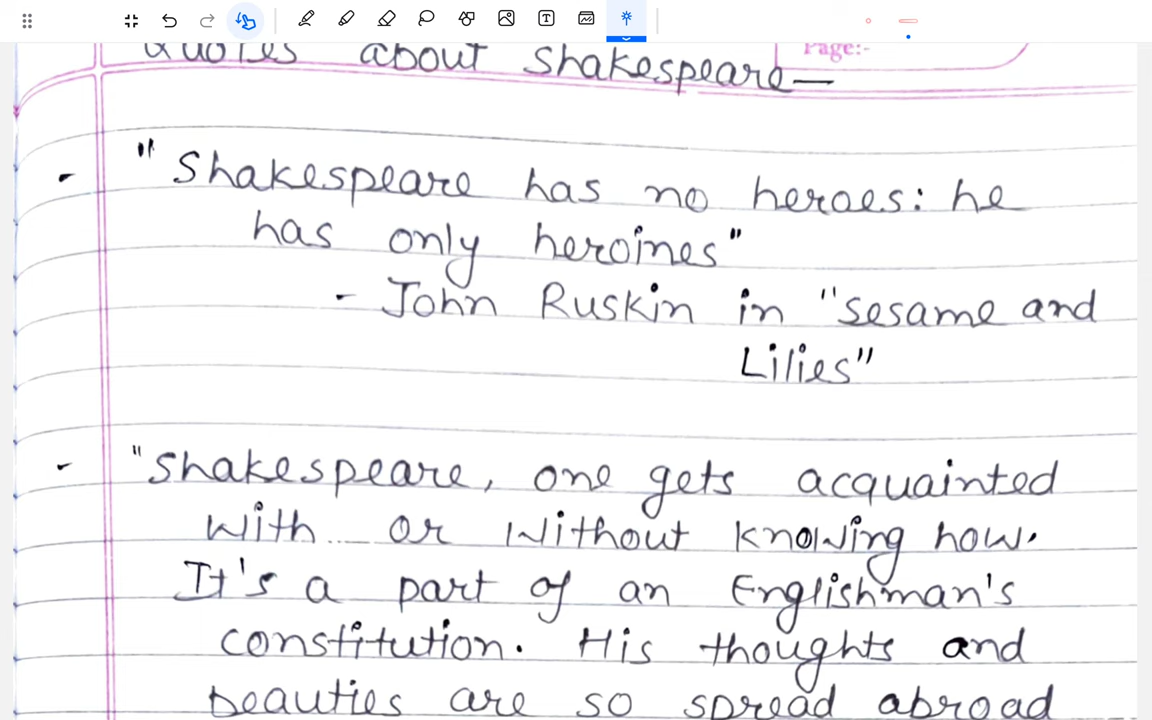 Page:-
Quotes about Shakespeare—
- "Shakespeare has no heroes: he
has only heroines"
- John Ruskin in "Sesame and
Lilies"
- "Shakespeare, one gets acquainted
with... or without knowing how.
It's a part of an Englishman's
constitution. His thoughts and
beauties are so spread abroad